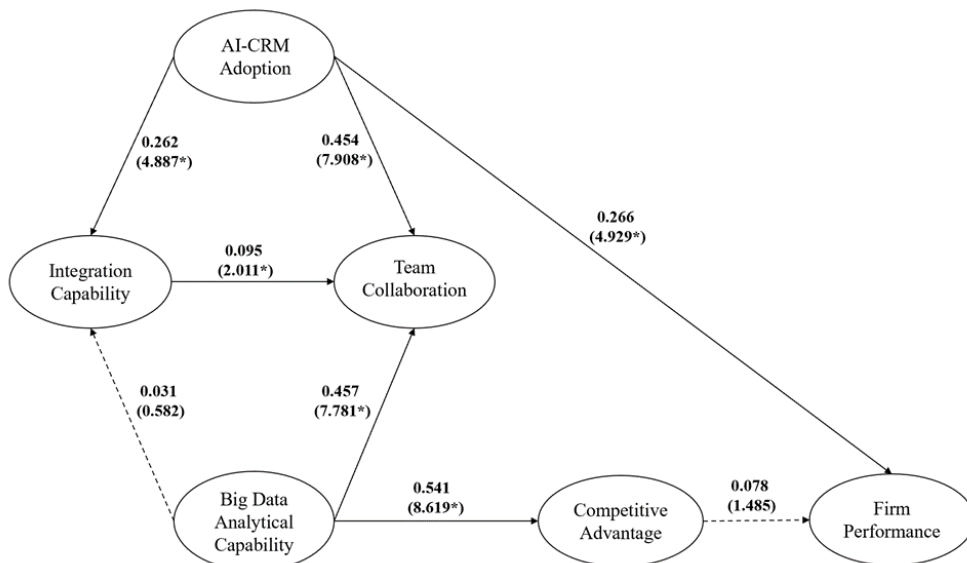 AI-CRM
Adoption
0.262
(4.887*)
0.454
(7.908*)
0.266
(4.929*)
Integration
Capability
0.095
(2.011*)
Team
Collaboration
0.031
(0.582)
0.457
(7.781*)
Big Data
Analytical
Capability
0.541
(8.619*)
Competitive
Advantage
0.078
(1.485)
Firm
Performance